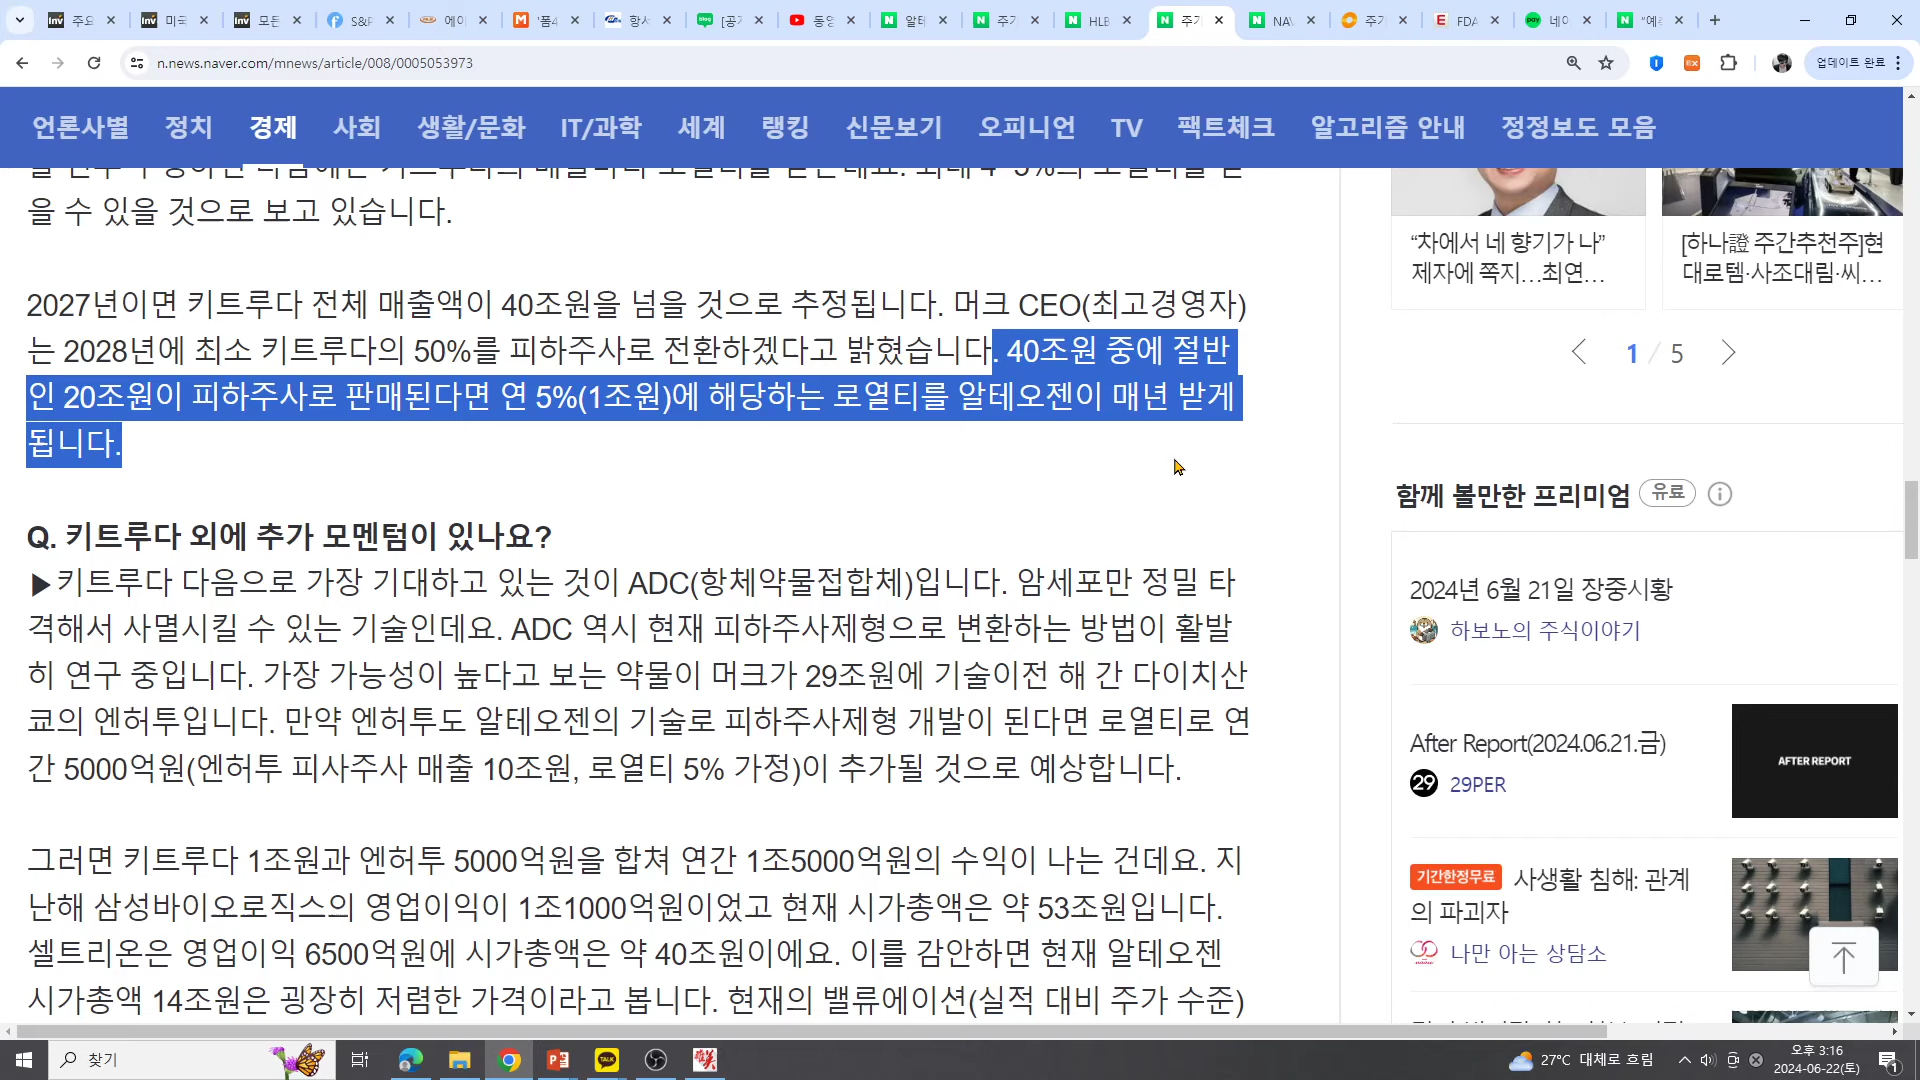 주요
미국
모든
S&P
에이
'폼4
항서
[공기
동영
알테
주가
HLB
주가
NAV
주가
FDA
네이
"예측
n.news.naver.com/mnews/article/008/0005053973
업데이트 완료
언론사별 정치 경제 사회 생활/문화 IT/과학 세계 랭킹 신문보기 오피니언 TV 팩트체크 알고리즘 안내 정정보도 모음
을 수 있을 것으로 보고 있습니다.
2027년이면 키트루다 전체 매출액이 40조원을 넘을 것으로 추정됩니다. 머크 CEO(최고경영자)
는 2028년에 최소 키트루다의 50%를 피하주사로 전환하겠다고 밝혔습니다. 40조원 중에 절반
인 20조원이 피하주사로 판매된다면 연 5%(1조원)에 해당하는 로열티를 알테오젠이 매년 받게
됩니다.
Q. 키트루다 외에 추가 모멘텀이 있나요?
▶키트루다 다음으로 가장 기대하고 있는 것이 ADC(항체약물접합체)입니다. 암세포만 정밀 타
격해서 사멸시킬 수 있는 기술인데요. ADC 역시 현재 피하주사제형으로 변환하는 방법이 활발
히 연구 중입니다. 가장 가능성이 높다고 보는 약물이 머크가 29조원에 기술이전 해 간 다이치산
쿄의 엔허투입니다. 만약 엔허투도 알테오젠의 기술로 피하주사제형 개발이 된다면 로열티로 연
간 5000억원(엔허투 피사주사 매출 10조원, 로열티 5% 가정)이 추가될 것으로 예상합니다.
그러면 키트루다 1조원과 엔허투 5000억원을 합쳐 연간 1조5000억원의 수익이 나는 건데요. 지
난해 삼성바이오로직스의 영업이익이 1조1000억원이었고 현재 시가총액은 약 53조원입니다.
셀트리온은 영업이익 6500억원에 시가총액은 약 40조원이에요. 이를 감안하면 현재 알테오젠
시가총액 14조원은 굉장히 저렴한 가격이라고 봅니다. 현재의 밸류에이션(실적 대비 주가 수준)
“차에서 네 향기가 나”
제자에 쪽지…최연…
[하나證 주간추천주]현
대로템·사조대림·씨…
1 / 5
함께 볼만한 프리미엄 유료
2024년 6월 21일 장중시황
하보노의 주식이야기
After Report(2024.06.21.금)
29 29PER
AFTER REPORT
기간한정무료 사생활 침해: 관계
의 파괴자
나만 아는 상담소
찾기
27°C 대체로 흐림
오후 3:16
2024-06-22(토)
1